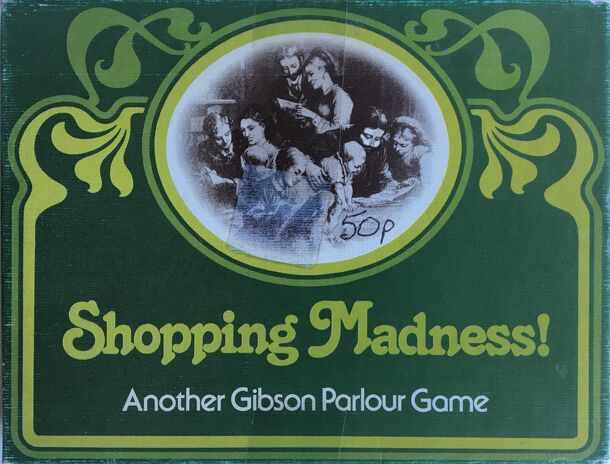 50p
Shopping Madness!
Another Gibson Parlour Game